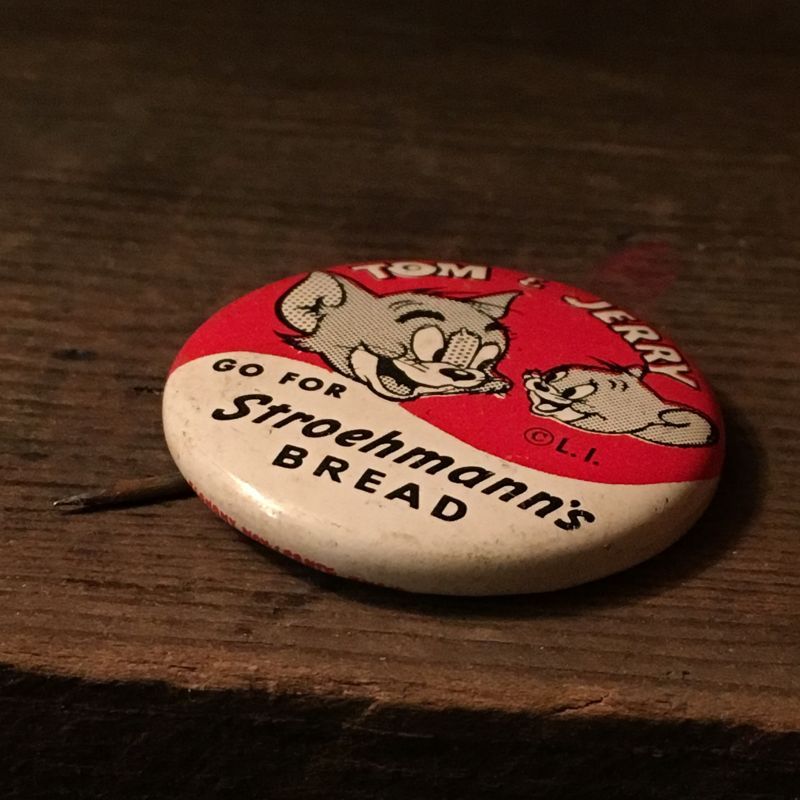 TOM & JERRY
GO FOR
Stroehmann's
BREAD
©L.I.